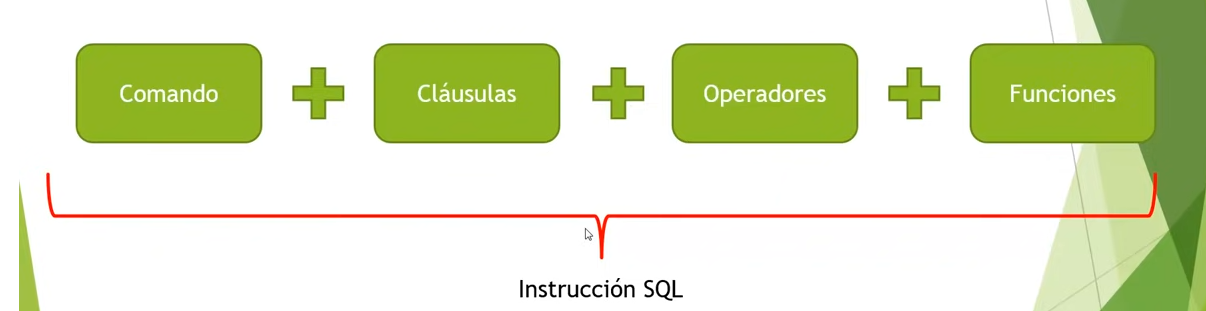 Comando
Cláusulas
Operadores
Funciones
Instrucción SQL